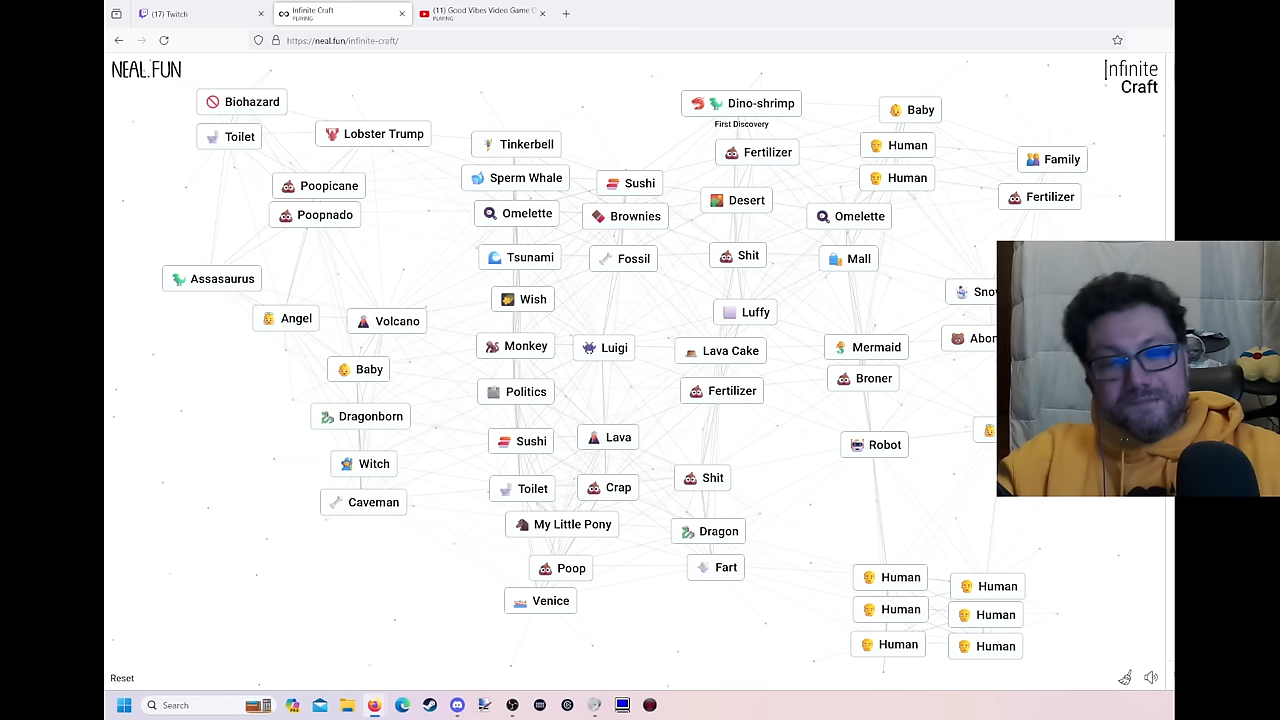 (17) Twitch
Infinite Craft
PLAYING
(11) Good Vibes Video Game
PLAYING
https://neal.fun/infinite-craft/
NEAL.FUN
Infinite
Craft
Biohazard
Toilet
Lobster Trump
Poopicane
Poopnado
Assasaurus
Angel
Volcano
Baby
Dragonborn
Witch
Caveman
Tinkerbell
Sperm Whale
Omelette
Tsunami
Wish
Monkey
Politics
Sushi
Toilet
My Little Pony
Poop
Venice
Sushi
Brownies
Fossil
Luigi
Lava
Crap
Dino-shrimp
First Discovery
Fertilizer
Desert
Shit
Luffy
Lava Cake
Fertilizer
Shit
Dragon
Fart
Baby
Human
Human
Omelette
Mall
Mermaid
Broner
Robot
Family
Fertilizer
Human
Human
Human
Human
Human
Human
Reset
Search